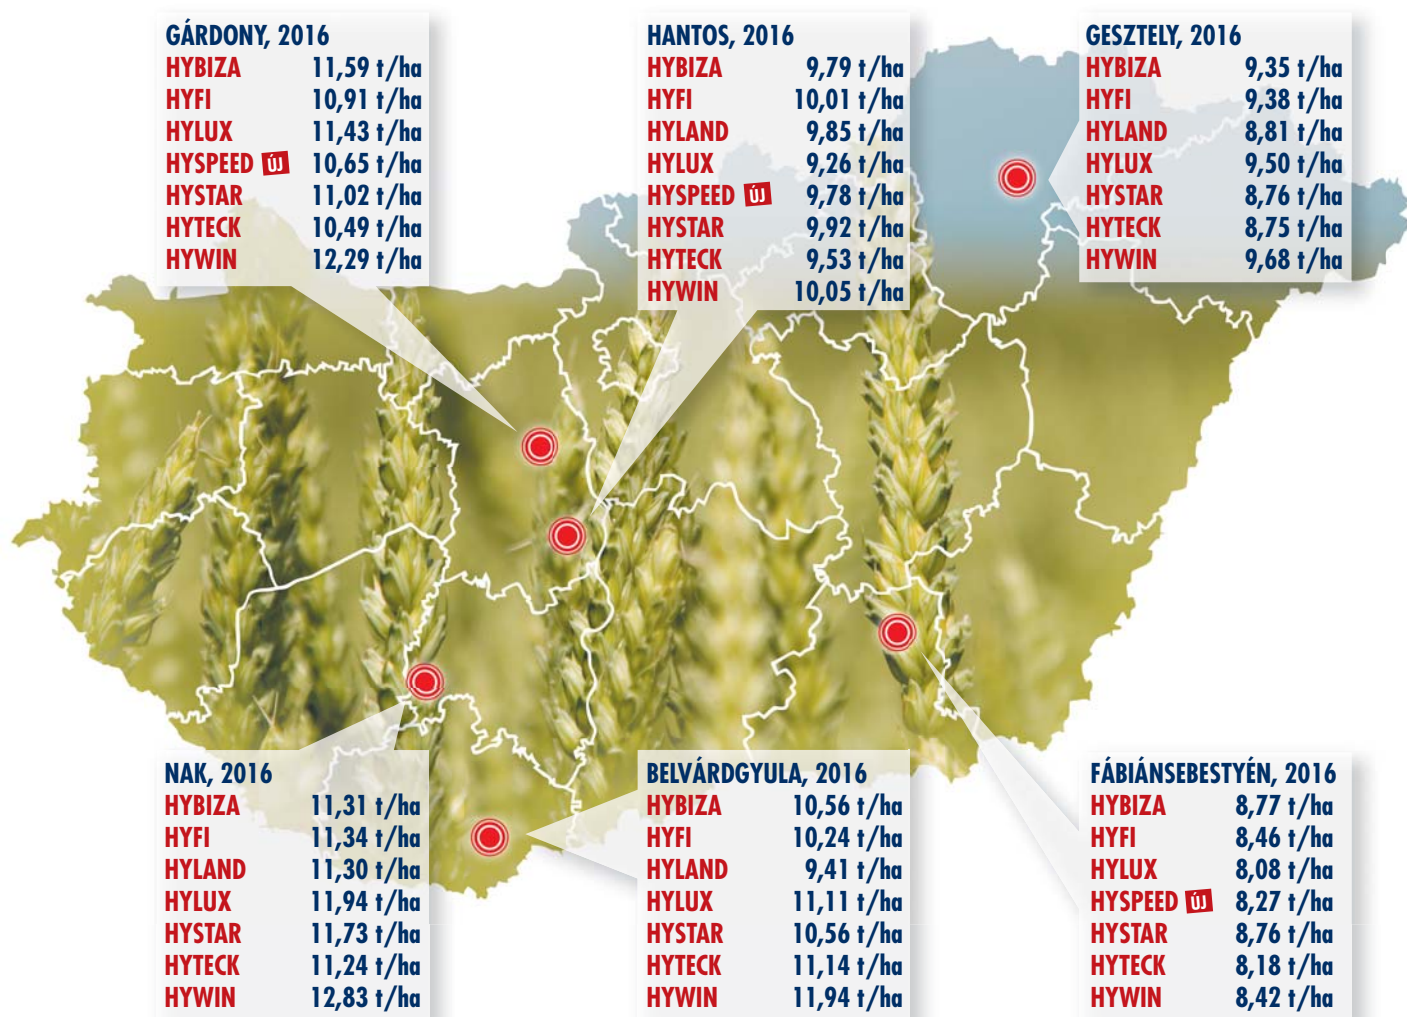 GÁRDONY, 2016
HYBIZA 11,59 t/ha
HYFI 10,91 t/ha
HYLUX 11,43 t/ha
HYSPEED ÚJ 10,65 t/ha
HYSTAR 11,02 t/ha
HYTECK 10,49 t/ha
HYWIN 12,29 t/ha
HANTOS, 2016
HYBIZA 9,79 t/ha
HYFI 10,01 t/ha
HYLAND 9,85 t/ha
HYLUX 9,26 t/ha
HYSPEED ÚJ 9,78 t/ha
HYSTAR 9,92 t/ha
HYTECK 9,53 t/ha
HYWIN 10,05 t/ha
GESZTELY, 2016
HYBIZA 9,35 t/ha
HYFI 9,38 t/ha
HYLAND 8,81 t/ha
HYLUX 9,50 t/ha
HYSTAR 8,76 t/ha
HYTECK 8,75 t/ha
HYWIN 9,68 t/ha
NAK, 2016
HYBIZA 11,31 t/ha
HYFI 11,34 t/ha
HYLAND 11,30 t/ha
HYLUX 11,94 t/ha
HYSTAR 11,73 t/ha
HYTECK 11,24 t/ha
HYWIN 12,83 t/ha
BELVÁRDGYULA, 2016
HYBIZA 10,56 t/ha
HYFI 10,24 t/ha
HYLAND 9,41 t/ha
HYLUX 11,11 t/ha
HYSTAR 10,56 t/ha
HYTECK 11,14 t/ha
HYWIN 11,94 t/ha
FÁBIÁNSEBESTYÉN, 2016
HYBIZA 8,77 t/ha
HYFI 8,46 t/ha
HYLUX 8,08 t/ha
HYSPEED ÚJ 8,27 t/ha
HYSTAR 8,76 t/ha
HYTECK 8,18 t/ha
HYWIN 8,42 t/ha